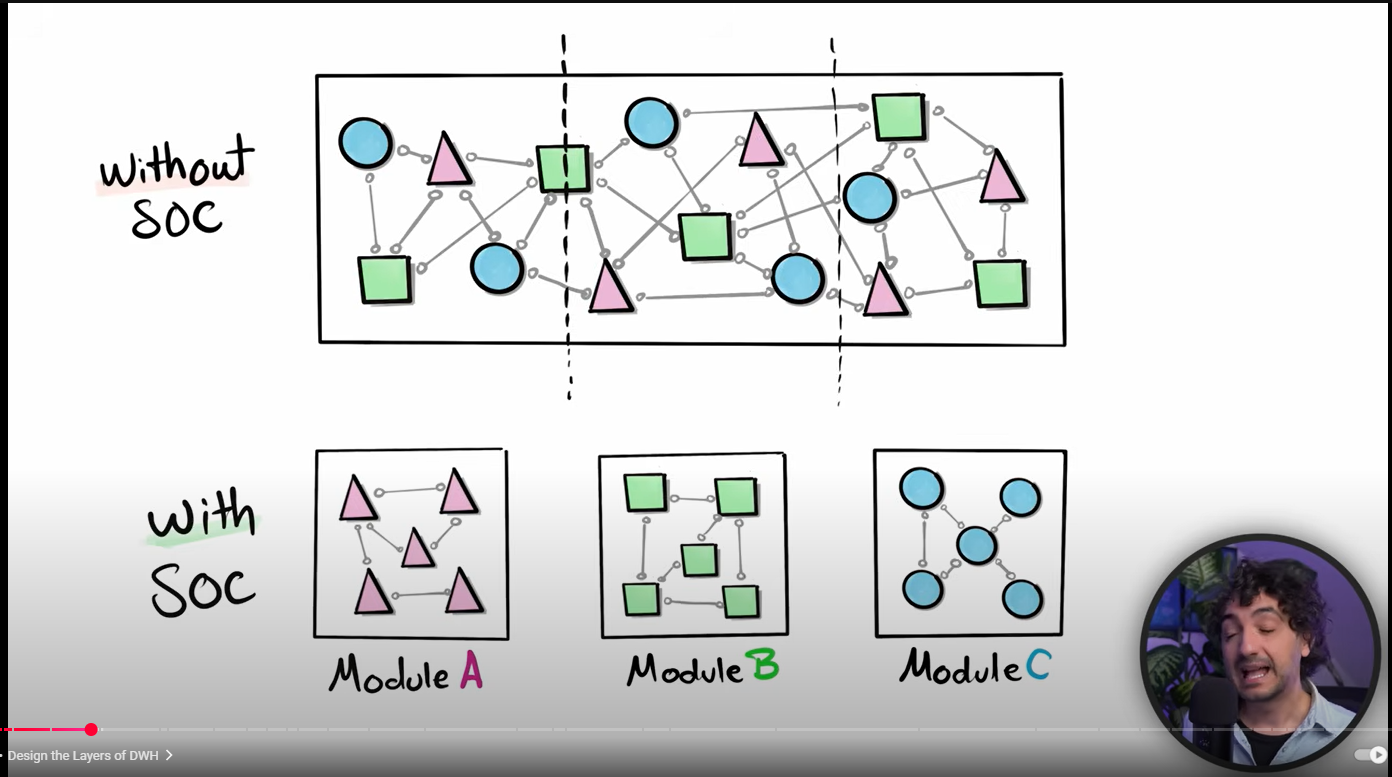 without
SOC
With
SOC
Module A
Module B
Module C
• Design the Layers of DWH